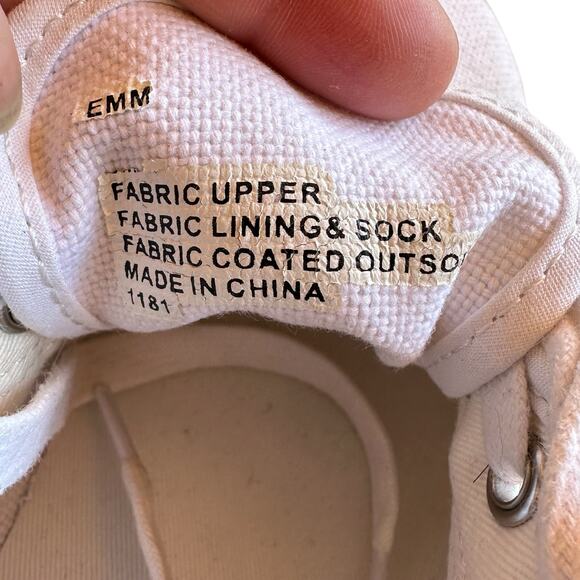 EMM
FABRIC UPPER
FABRIC LINING & SOCK
FABRIC COATED OUTSO
MADE IN CHINA
1181